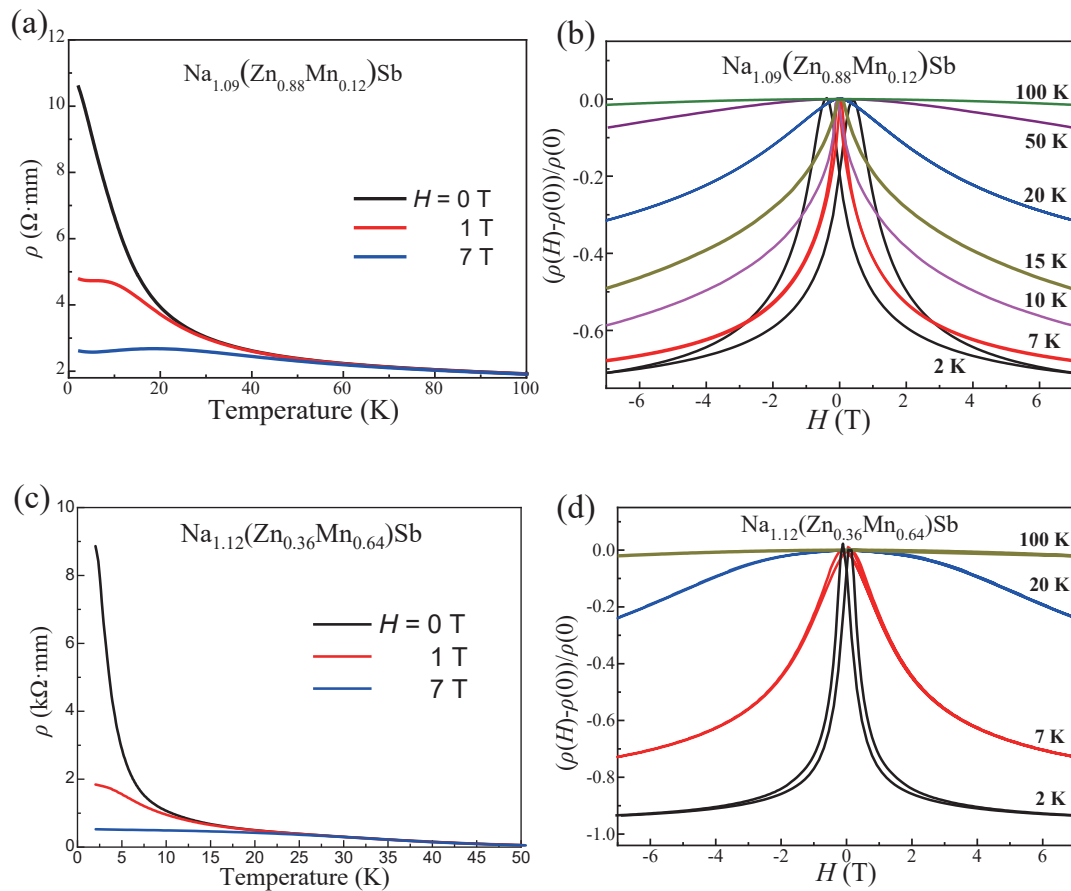 (a)
Na1.09(Zn0.88Mn0.12)Sb
12
10
8
6
4
2
ρ (Ω·mm)
H = 0 T
1 T
7 T
0
20
40
60
80
100
Temperature (K)
(b)
Na1.09(Zn0.88Mn0.12)Sb
0.0
-0.2
-0.4
-0.6
(ρ(H)-ρ(0))/ρ(0)
100 K
50 K
20 K
15 K
10 K
7 K
2 K
-6
-4
-2
0
2
4
6
H (T)
(c)
Na1.12(Zn0.36Mn0.64)Sb
10
8
6
4
2
0
ρ (kΩ·mm)
H = 0 T
1 T
7 T
0
5
10
15
20
25
30
35
40
45
50
Temperature (K)
(d)
Na1.12(Zn0.36Mn0.64)Sb
0.0
-0.2
-0.4
-0.6
-0.8
-1.0
(ρ(H)-ρ(0))/ρ(0)
100 K
20 K
7 K
2 K
-6
-4
-2
0
2
4
6
H (T)